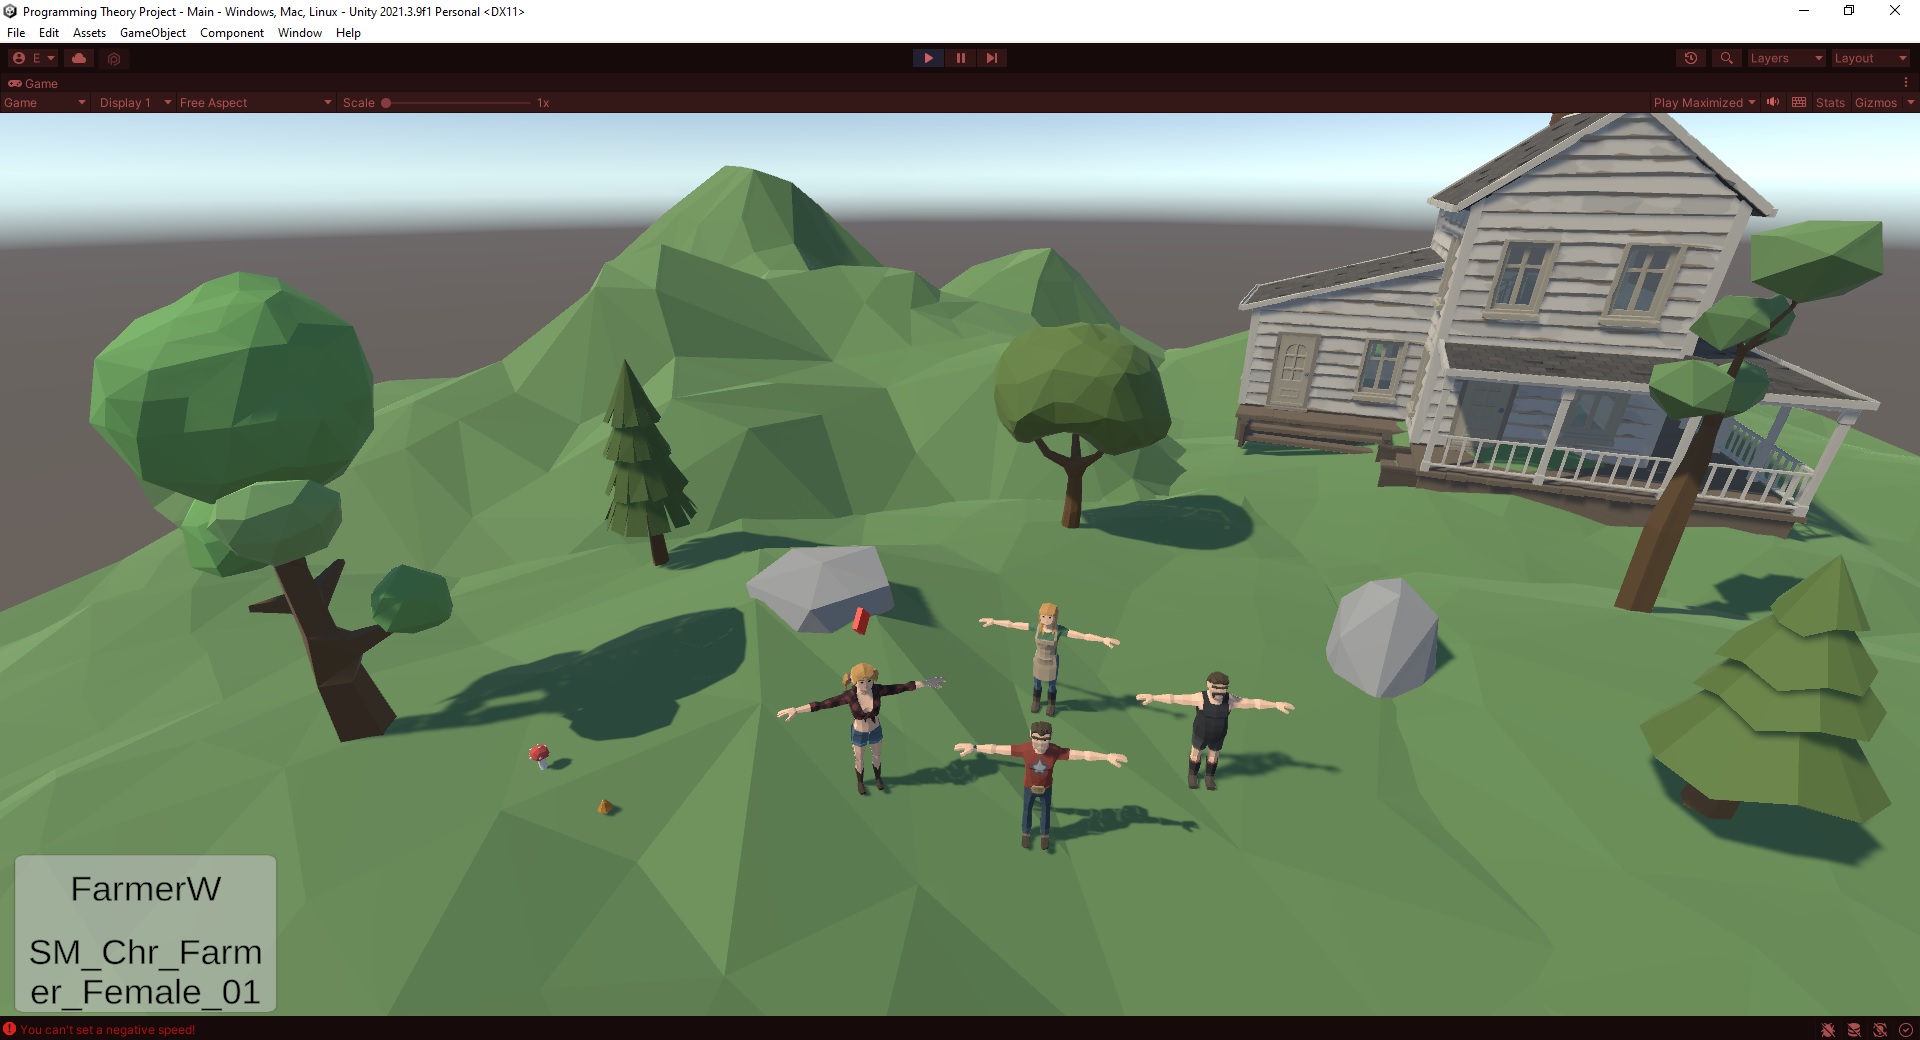 Programming Theory Project - Main - Windows, Mac, Linux - Unity 2021.3.9f1 Personal <DX11>
File Edit Assets GameObject Component Window Help
E Layers Layout
Game
Game Display 1 Free Aspect Scale 1x Play Maximized Stats Gizmos
FarmerW
SM_Chr_Farm
er_Female_01
You can't set a negative speed!